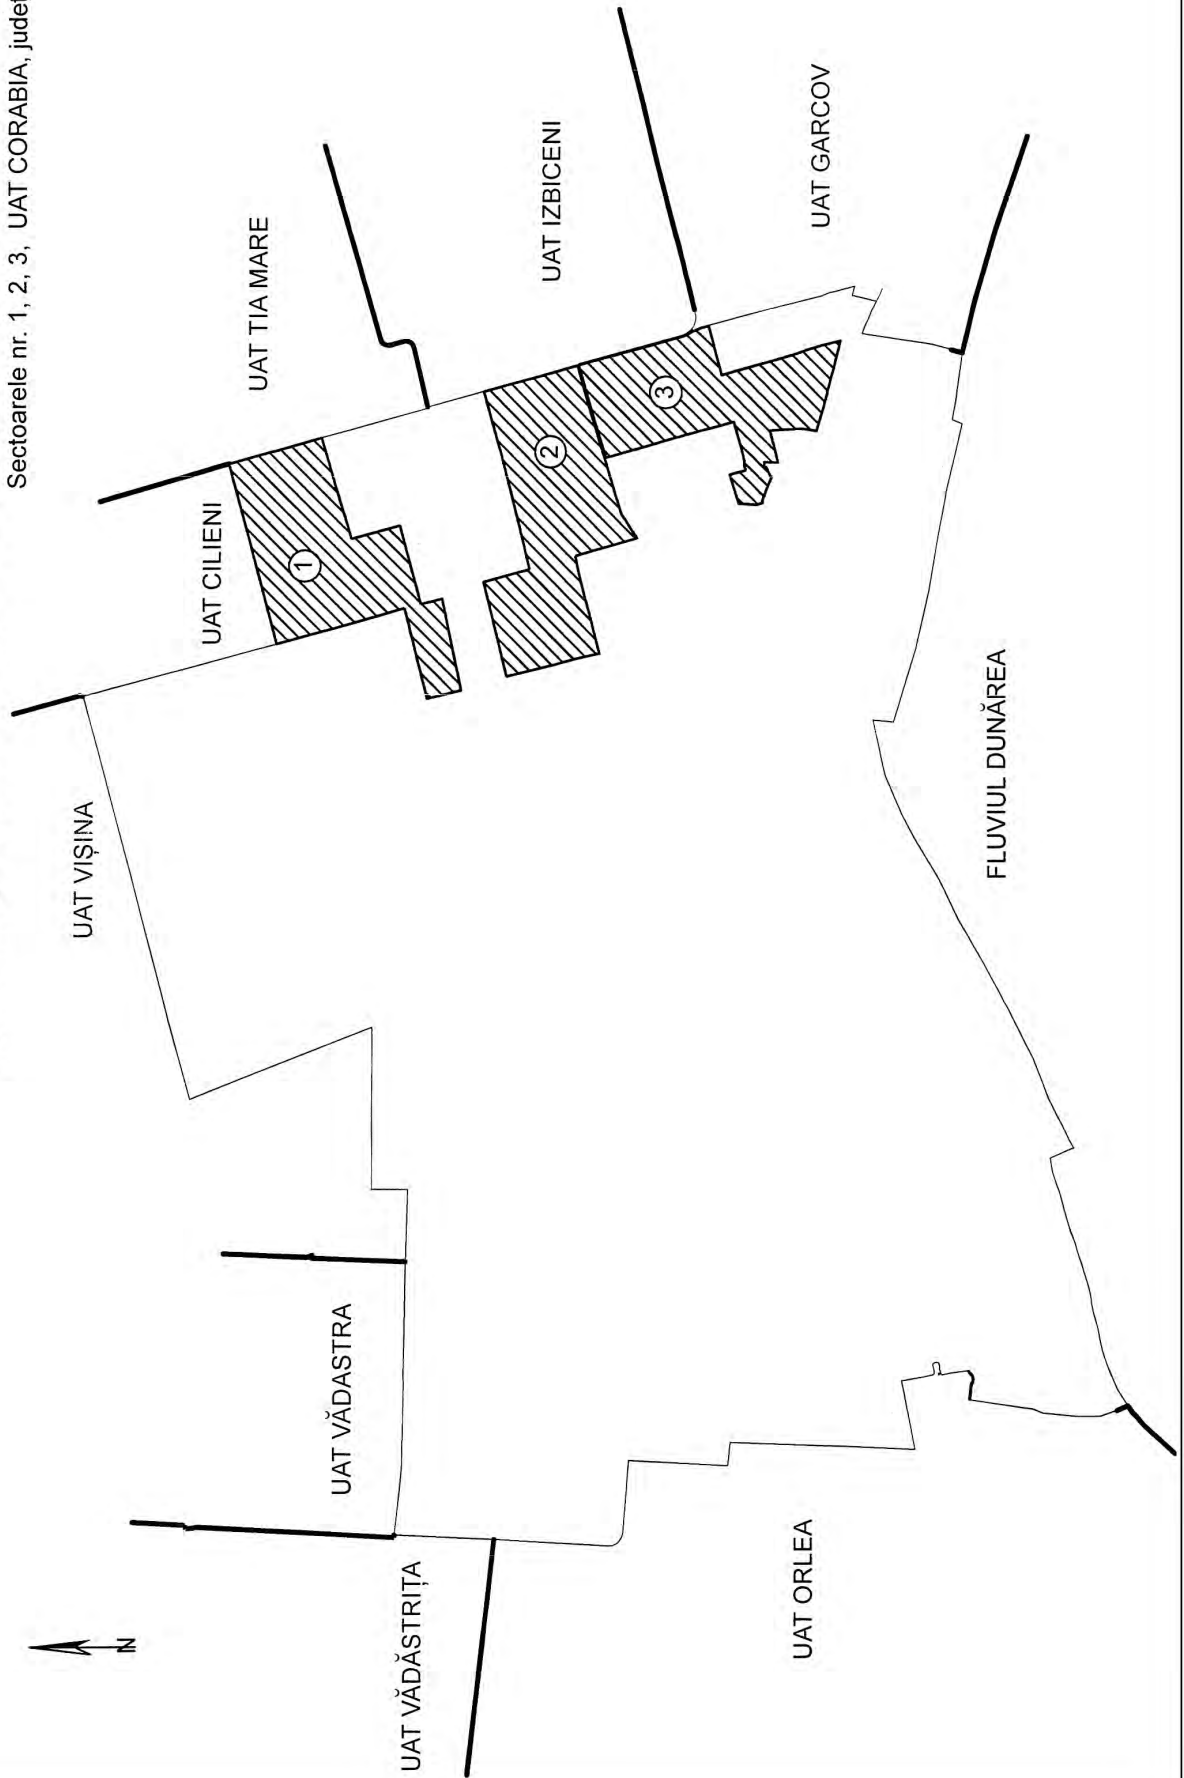 Sectoarele nr. 1, 2, 3, UAT CORABIA, judet
UAT VIȘINA
UAT CILIENI
UAT TIA MARE
UAT IZBICENI
UAT GARCOV
UAT VĂDASTRA
UAT VĂDĂSTRIȚA
UAT ORLEA
FLUVIUL DUNĂREA
1
2
3
N